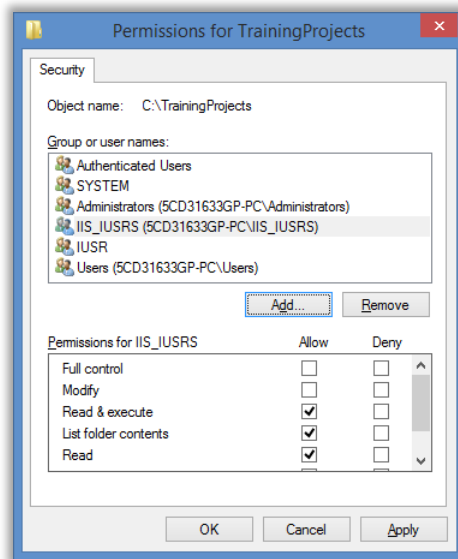 Permissions for TrainingProjects
Security
Object name: C:\TrainingProjects
Group or user names:
Authenticated Users
SYSTEM
Administrators (5CD31633GP-PC\Administrators)
IIS_IUSRS (5CD31633GP-PC\IIS_IUSRS)
IUSR
Users (5CD31633GP-PC\Users)
Add... Remove
Permissions for IIS_IUSRS Allow Deny
Full control
Modify
Read & execute
List folder contents
Read
OK Cancel Apply